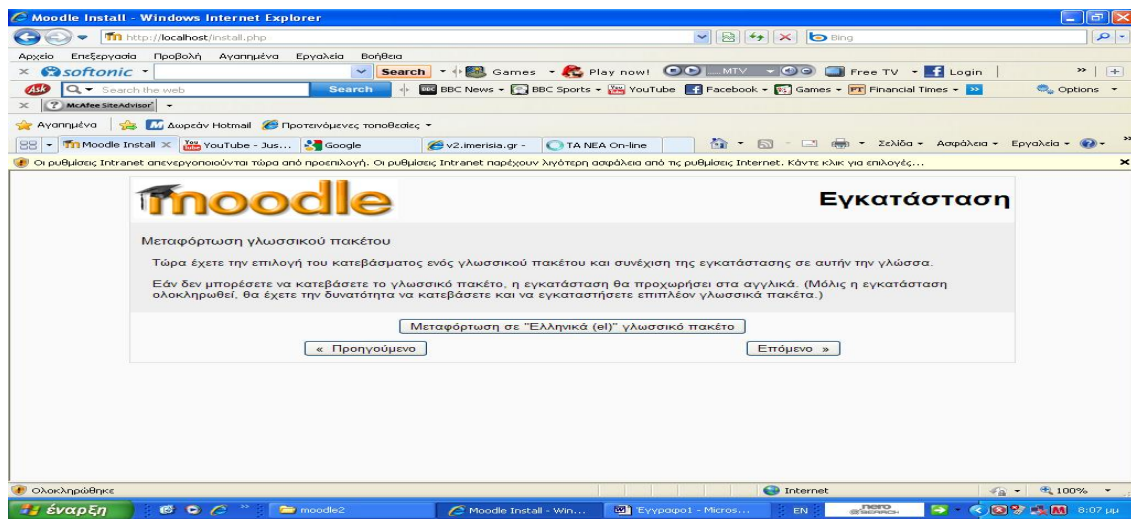 Moodle Install - Windows Internet Explorer
http://localhost/install.php
Bing
Αρχείο Επεξεργασία Προβολή Αγαπημένα Εργαλεία Βοήθεια
softonic Search Games Play now! MTV Free TV Login
Ask Search the web Search BBC News BBC Sports YouTube Facebook Games Financial Times Options
McAfee SiteAdvisor
Αγαπημένα Δωρεάν Hotmail Προτεινόμενες τοποθεσίες
Moodle Install YouTube - Jus... Google v2.imerisia.gr - TA NEA On-line Σελίδα Ασφάλεια Εργαλεία
Οι ρυθμίσεις Intranet απενεργοποιούνται τώρα από προεπιλογή. Οι ρυθμίσεις Intranet παρέχουν λιγότερη ασφάλεια από τις ρυθμίσεις Internet. Κάντε κλικ για επιλογές...
moodle Εγκατάσταση
Μεταφόρτωση γλωσσικού πακέτου
Τώρα έχετε την επιλογή του κατεβάσματος ενός γλωσσικού πακέτου και συνέχιση της εγκατάστασης σε αυτήν την γλώσσα.
Εάν δεν μπορέσετε να κατεβάσετε το γλωσσικό πακέτο, η εγκατάσταση θα προχωρήσει στα αγγλικά. (Μόλις η εγκατάσταση
ολοκληρωθεί, θα έχετε την δυνατότητα να κατεβάσετε και να εγκαταστήσετε επιπλέον γλωσσικά πακέτα.)
Μεταφόρτωση σε "Ελληνικά (el)" γλωσσικό πακέτο
« Προηγούμενο Επόμενο »
Ολοκληρώθηκε Internet 100%
έναρξη moodle2 Moodle Install - Win... Έγγραφο1 - Micros... EN nero SEARCH 8:07 μμ